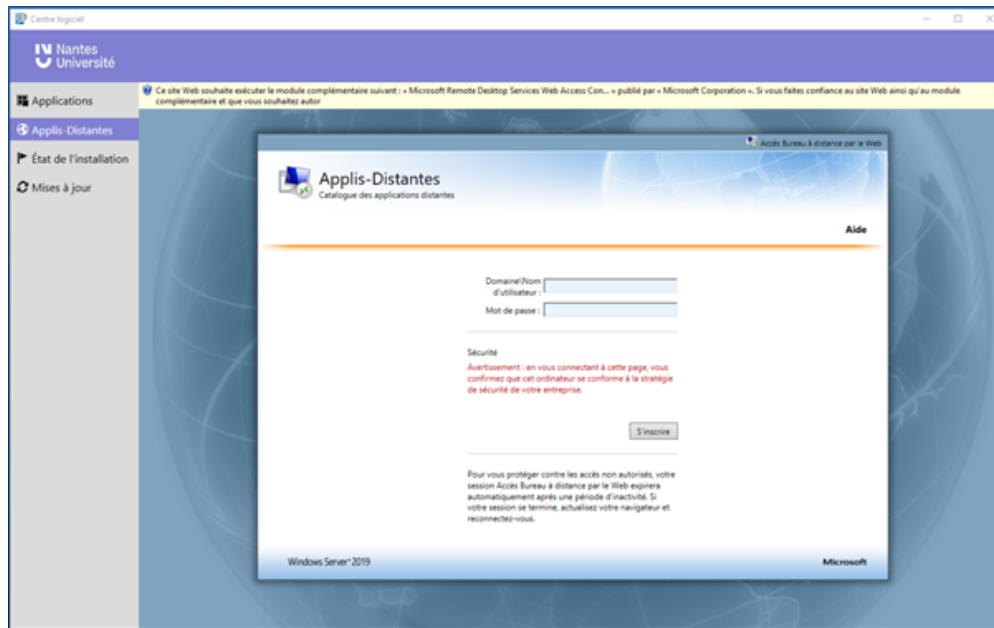 Centre logiciel
Nantes
Université
Applications
Applis-Distantes
État de l'installation
Mises à jour
Ce site Web souhaite exécuter le module complémentaire suivant : « Microsoft Remote Desktop Services Web Access Con... » publié par « Microsoft Corporation ». Si vous faites confiance au site Web ainsi qu'au module
complémentaire et que vous souhaitez autor
Accès Bureau à distance par le Web
Applis-Distantes
Catalogue des applications distantes
Aide
Domaine\Nom
d'utilisateur :
Mot de passe :
Sécurité
Avertissement : en vous connectant à cette page, vous
confirmez que cet ordinateur se conforme à la stratégie
de sécurité de votre entreprise.
S'inscrire
Pour vous protéger contre les accès non autorisés, votre
session Accès Bureau à distance par le Web expirera
automatiquement après une période d'inactivité. Si
votre session se termine, actualisez votre navigateur et
reconnectez-vous.
Windows Server® 2019
Microsoft